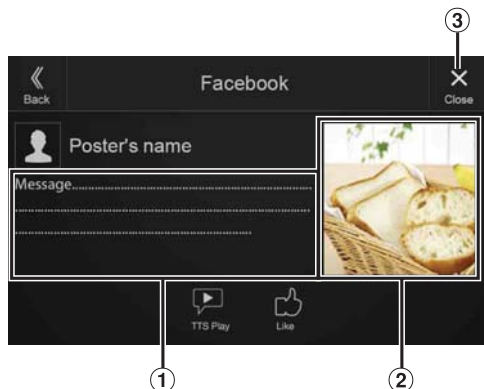 ③
Back Facebook Close
Poster's name
Message..............................................................................
..............................................................................
..............................................................
TTS Play Like
① ②